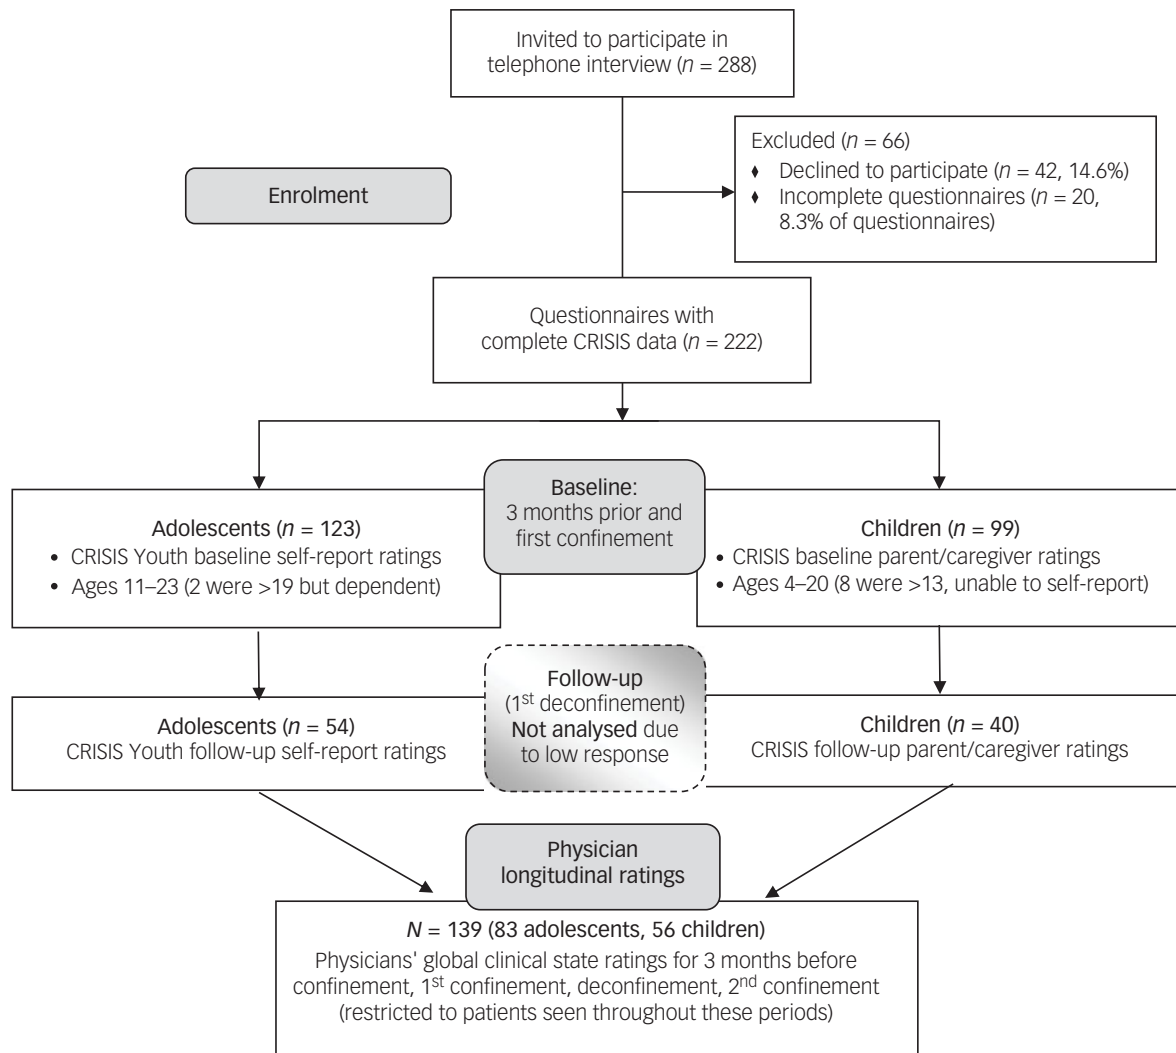 Invited to participate in
telephone interview (n = 288)
Excluded (n = 66)
♦ Declined to participate (n = 42, 14.6%)
♦ Incomplete questionnaires (n = 20,
8.3% of questionnaires)
Enrolment
Questionnaires with
complete CRISIS data (n = 222)
Baseline:
3 months prior and
first confinement
Adolescents (n = 123)
• CRISIS Youth baseline self-report ratings
• Ages 11–23 (2 were >19 but dependent)
Children (n = 99)
• CRISIS baseline parent/caregiver ratings
• Ages 4–20 (8 were >13, unable to self-report)
Follow-up
(1st deconfinement)
Not analysed due
to low response
Adolescents (n = 54)
CRISIS Youth follow-up self-report ratings
Children (n = 40)
CRISIS follow-up parent/caregiver ratings
Physician
longitudinal ratings
N = 139 (83 adolescents, 56 children)
Physicians' global clinical state ratings for 3 months before
confinement, 1st confinement, deconfinement, 2nd confinement
(restricted to patients seen throughout these periods)